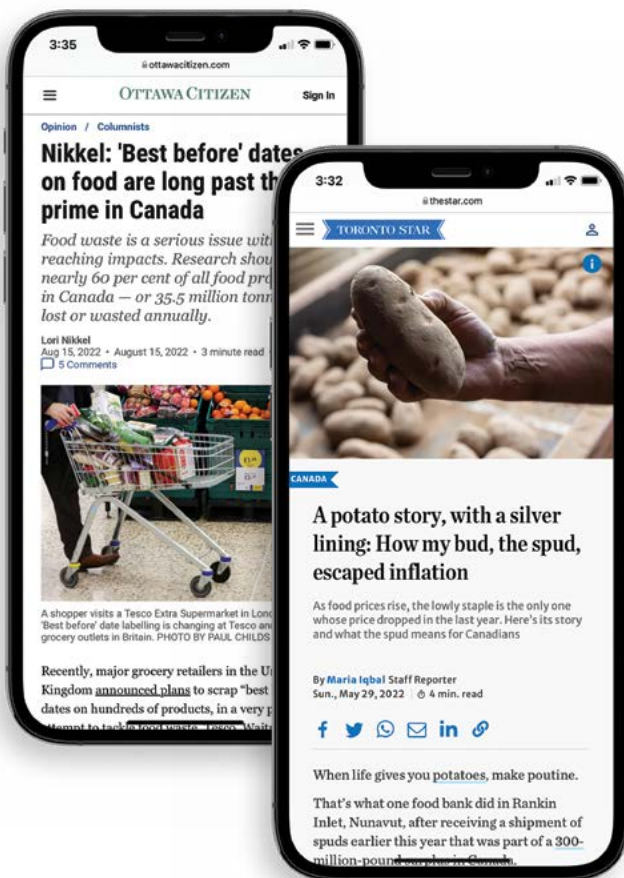 3:35
ottawacitizen.com
OTTAWA CITIZEN
Sign In
Opinion / Columnists
Nikkel: 'Best before' dates
on food are long past
prime in Canada
Food waste is a serious issue
reaching impacts. Research
nearly 60 per cent of all food
in Canada — or 35.5 million
lost or wasted annually.
Lori Nikkel
Aug 15, 2022 • August 15, 2022 • 3 minute read
5 Comments
A shopper visits a Tesco Extra Supermarket in
'Best before' date labelling is changing at Tesco
grocery outlets in Britain. PHOTO BY PAUL CHILDS
Recently, major grocery retailers in the
Kingdom announced plans to scrap "best
dates on hundreds of products, in a very
attempt to tackle food waste. Tesco,
3:32
thestar.com
TORONTO STAR
CANADA
A potato story, with a silver
lining: How my bud, the spud,
escaped inflation
As food prices rise, the lowly staple is the only one
whose price dropped in the last year. Here's its story
and what the spud means for Canadians
By Maria Iqbal Staff Reporter
Sun., May 29, 2022 4 min. read
When life gives you potatoes, make poutine.
That's what one food bank did in Rankin
Inlet, Nunavut, after receiving a shipment of
spuds earlier this year that was part of a 300-
million-pound surplus in Canada.